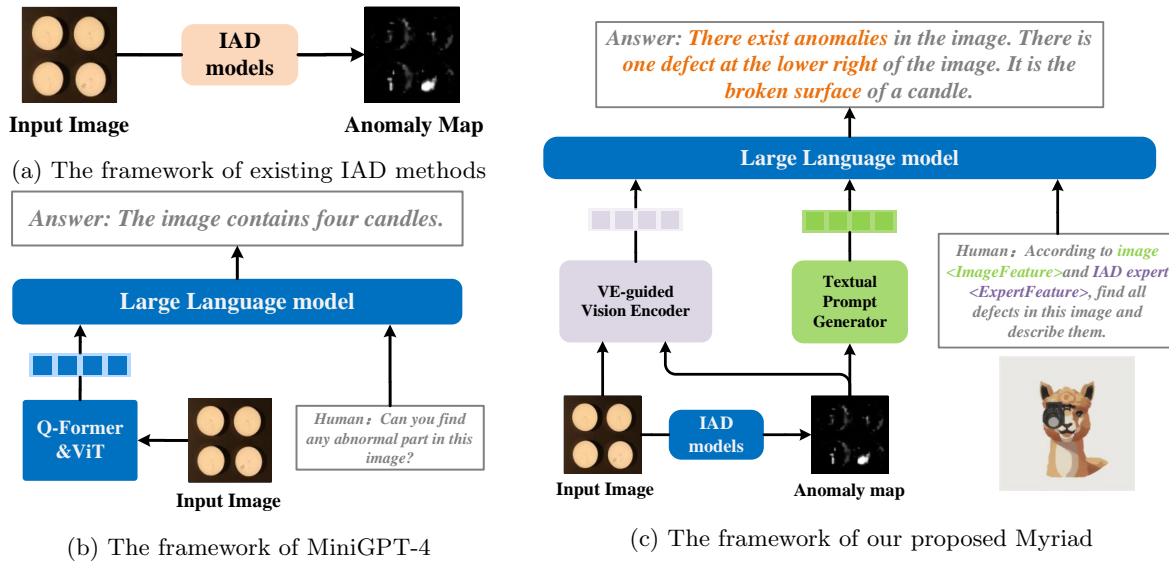 IAD
models
Input Image
Anomaly Map
(a) The framework of existing IAD methods
Answer: The image contains four candles.
Large Language model
Q-Former
&ViT
Input Image
Human：Can you find
any abnormal part in this
image?
(b) The framework of MiniGPT-4
Answer: There exist anomalies in the image. There is
one defect at the lower right of the image. It is the
broken surface of a candle.
Large Language model
VE-guided
Vision Encoder
Textual
Prompt
Generator
Human：According to image
<ImageFeature>and IAD expert
<ExpertFeature>, find all
defects in this image and
describe them.
IAD
models
Input Image
Anomaly map
(c) The framework of our proposed Myriad